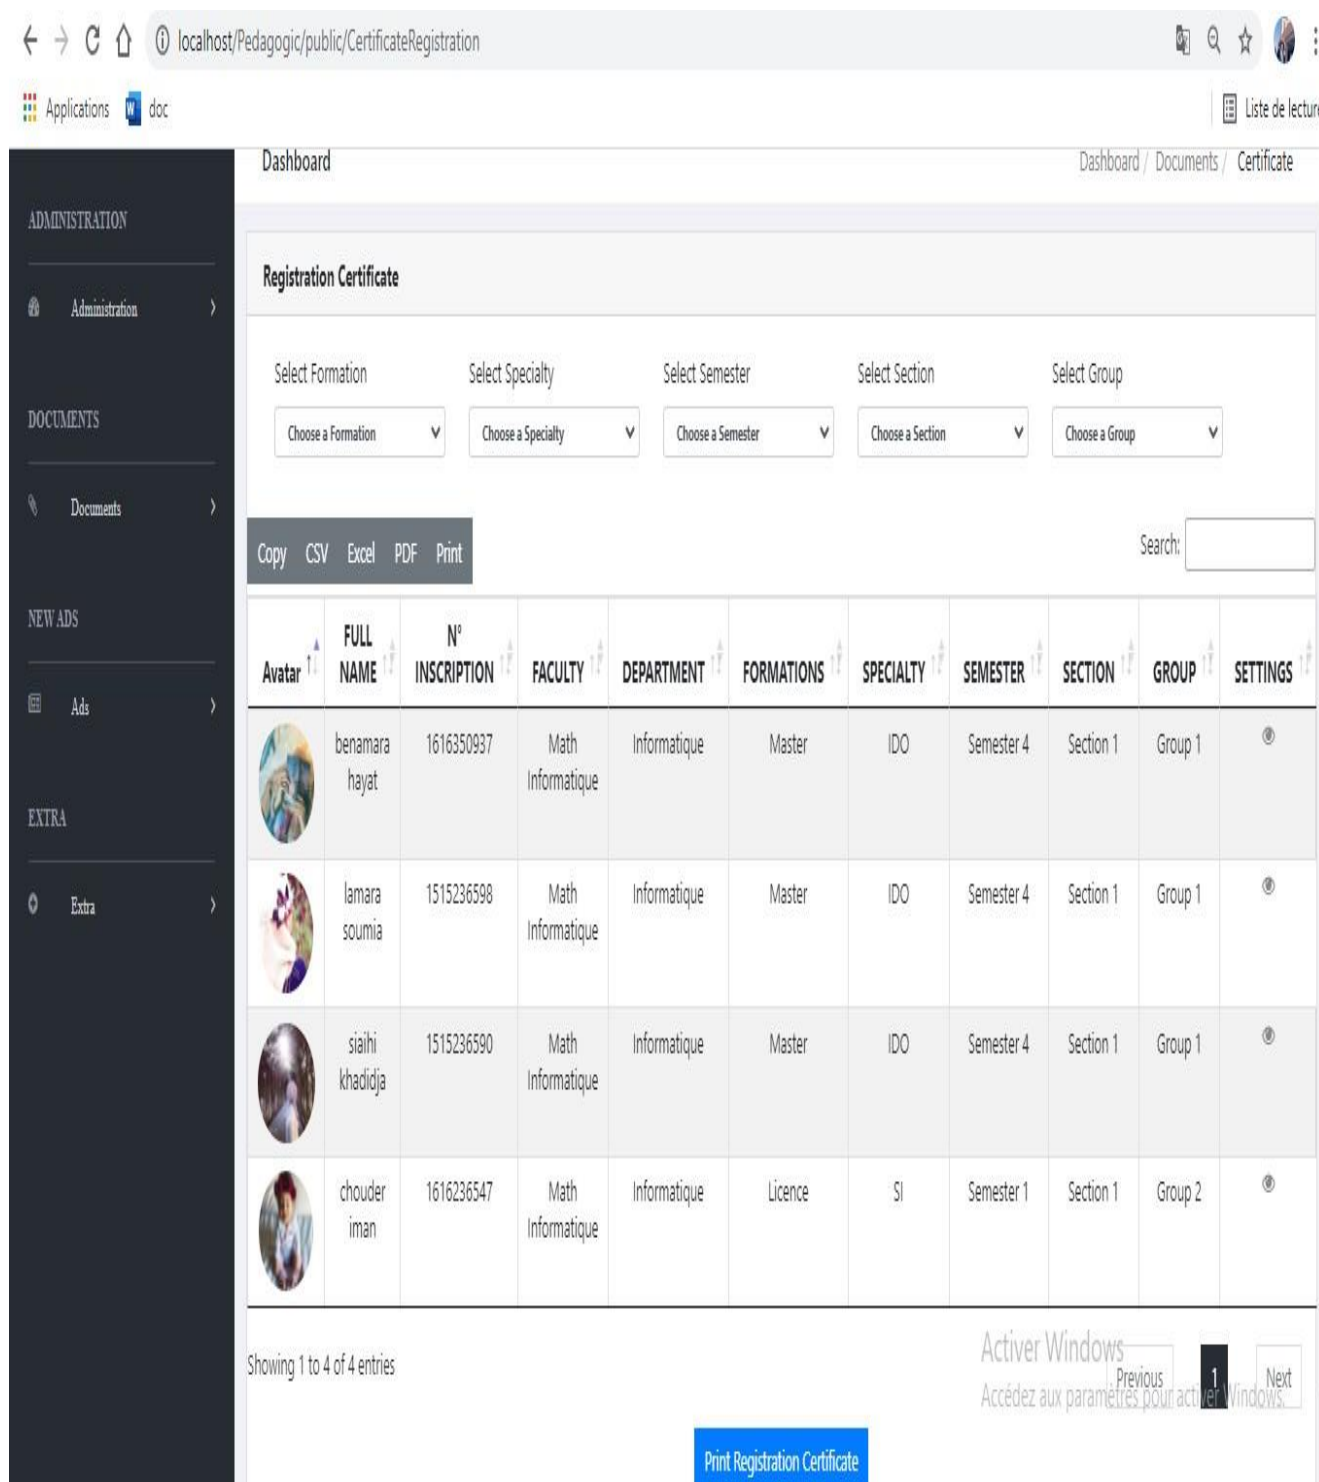 localhost/Pedagogic/public/CertificateRegistration
Applications doc Liste de lecture
Dashboard Dashboard / Documents / Certificate
ADMINISTRATION
Administration
DOCUMENTS
Documents
NEW ADS
Ads
EXTRA
Extra
Registration Certificate
Select Formation Select Specialty Select Semester Select Section Select Group
Choose a Formation Choose a Specialty Choose a Semester Choose a Section Choose a Group
Copy CSV Excel PDF Print Search:
FULL N°
Avatar NAME INSCRIPTION FACULTY DEPARTMENT FORMATIONS SPECIALTY SEMESTER SECTION GROUP SETTINGS
benamara 1616350937 Math Informatique Master IDO Semester 4 Section 1 Group 1
hayat Informatique
lamara 1515236598 Math Informatique Master IDO Semester 4 Section 1 Group 1
soumia Informatique
siaihi 1515236590 Math Informatique Master IDO Semester 4 Section 1 Group 1
khadidja Informatique
chouder 1616236547 Math Informatique Licence SI Semester 1 Section 1 Group 2
iman Informatique
Showing 1 to 4 of 4 entries
Previous 1 Next
Activer Windows
Accédez aux paramètres pour activer Windows.
Print Registration Certificate